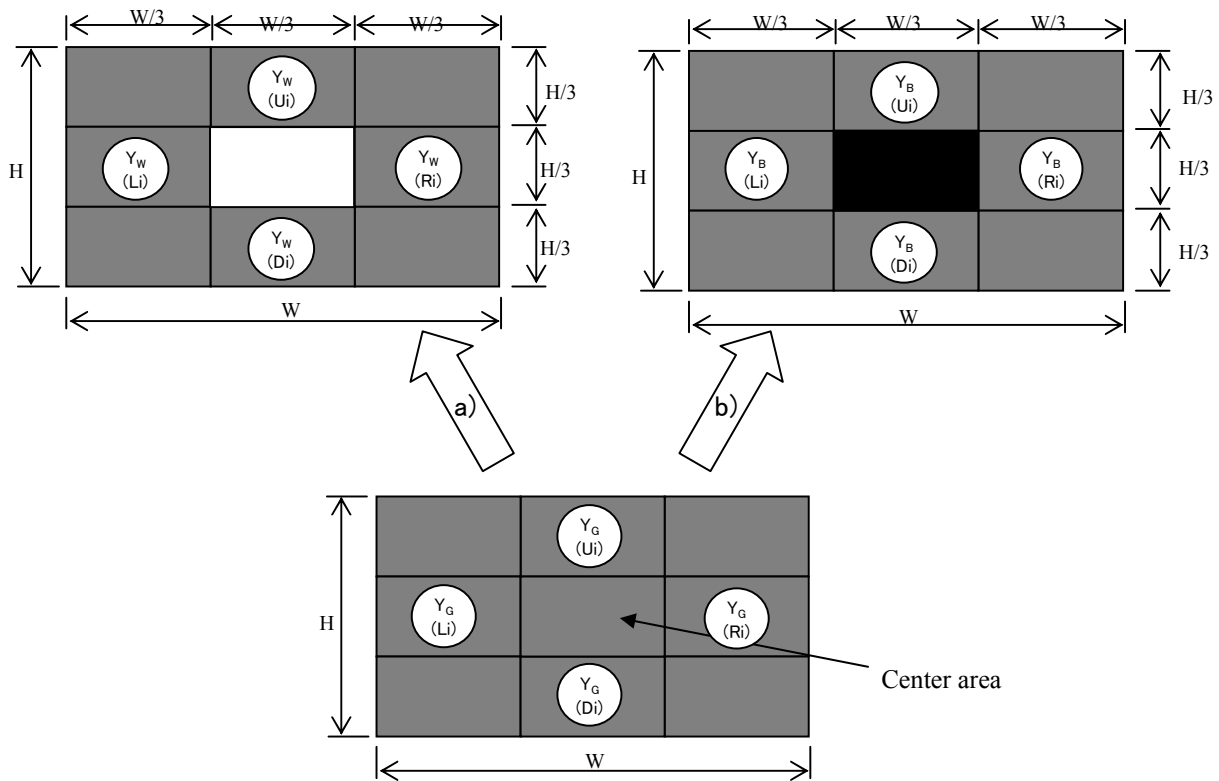 W/3 W/3 W/3
H
Y_W
(Ui)
H/3
Y_W
(Li)
Y_W
(Ri)
H/3
Y_W
(Di)
H/3
W
W/3 W/3 W/3
H
Y_B
(Ui)
H/3
Y_B
(Li)
Y_B
(Ri)
H/3
Y_B
(Di)
H/3
W
a)
b)
H
Y_G
(Ui)
Y_G
(Li)
Y_G
(Ri)
Y_G
(Di)
Center area
W